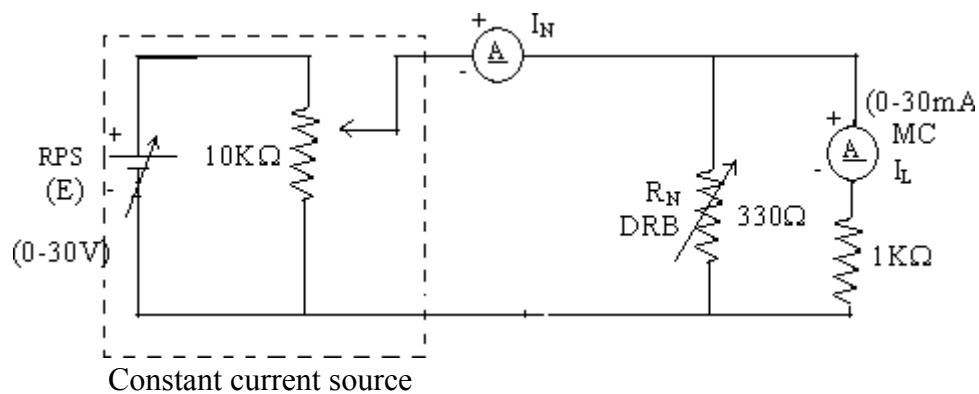 +
I_N
A
-
(0-30mA
MC
+
A
-
I_L
+
RPS
(E)
-
10KΩ
(0-30V)
R_N
DRB
330Ω
1KΩ
Constant current source